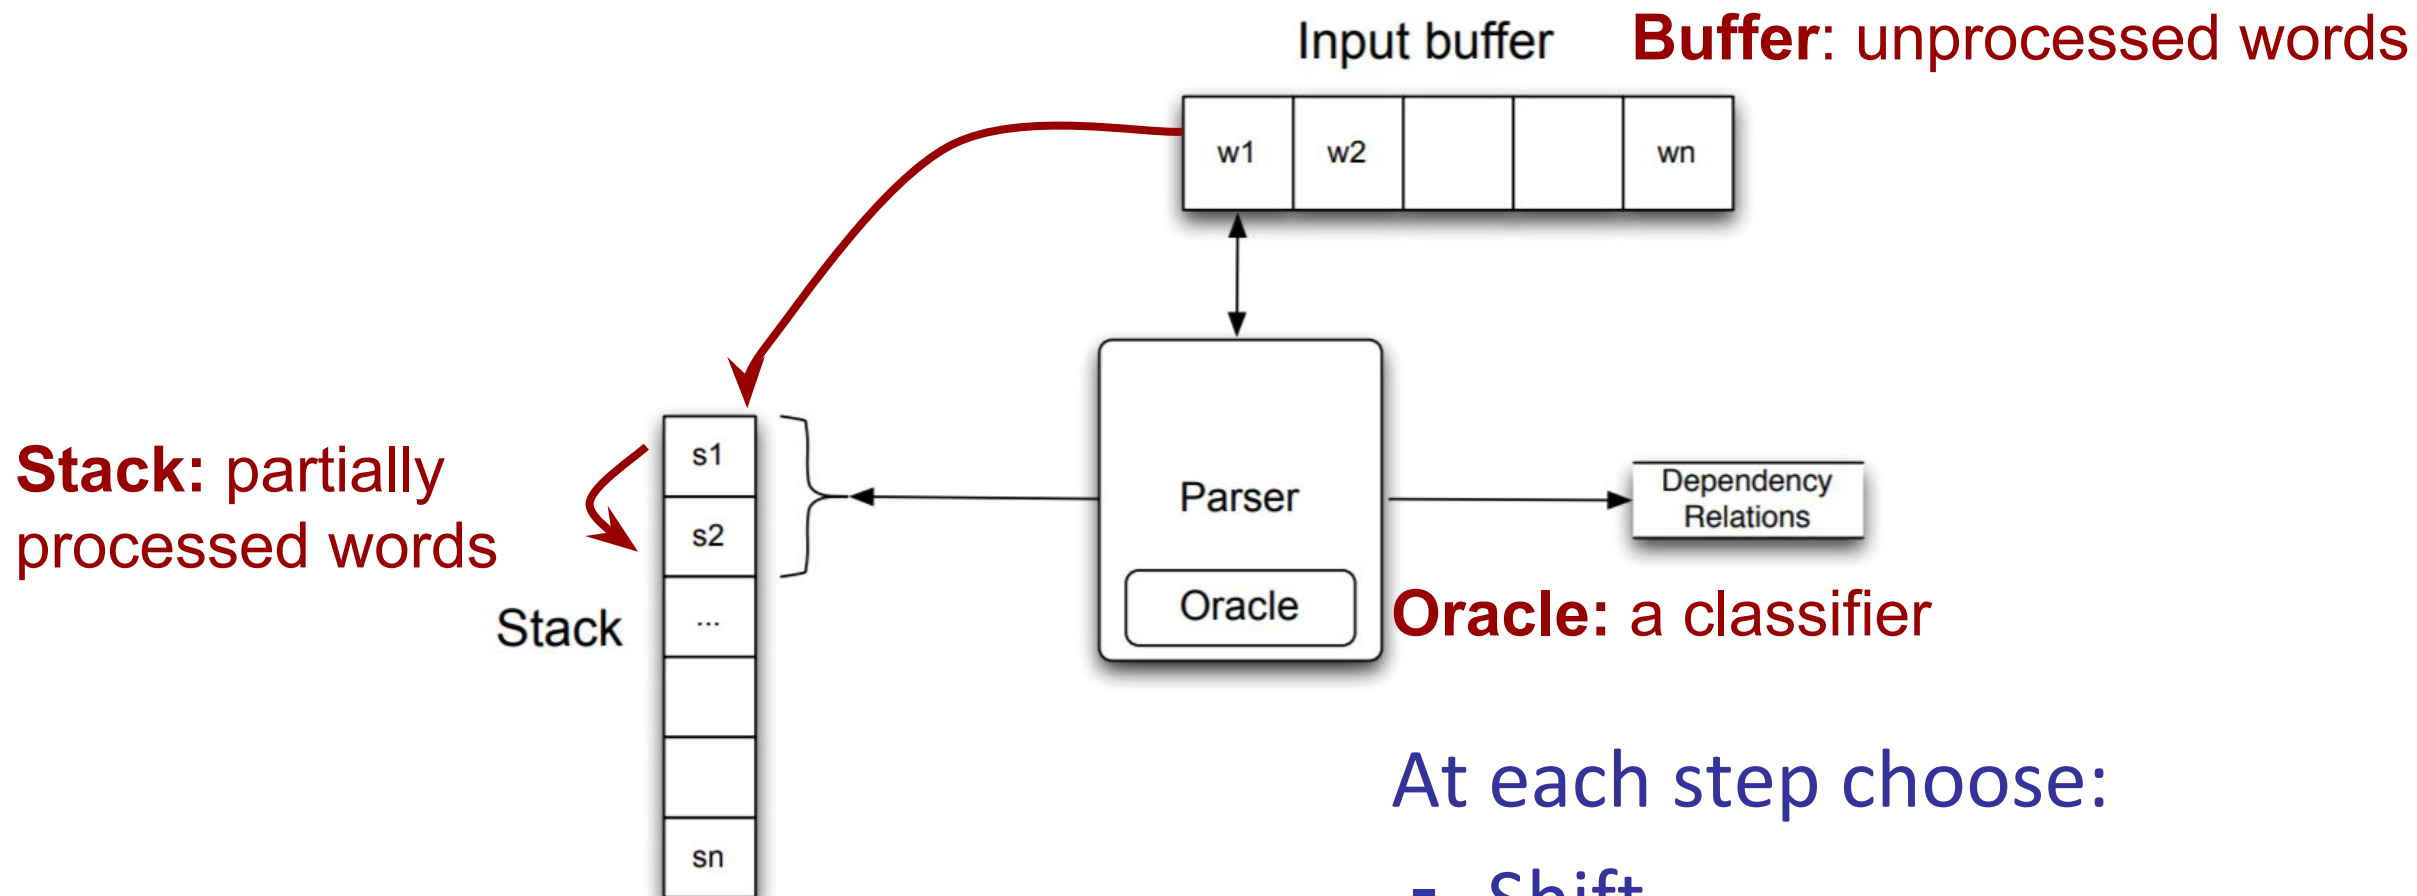 Input buffer
Buffer: unprocessed words
w1 w2 wn
Stack: partially
processed words
s1
s2
...
sn
Stack
Parser
Oracle
Dependency
Relations
Oracle: a classifier
At each step choose:
- Shift